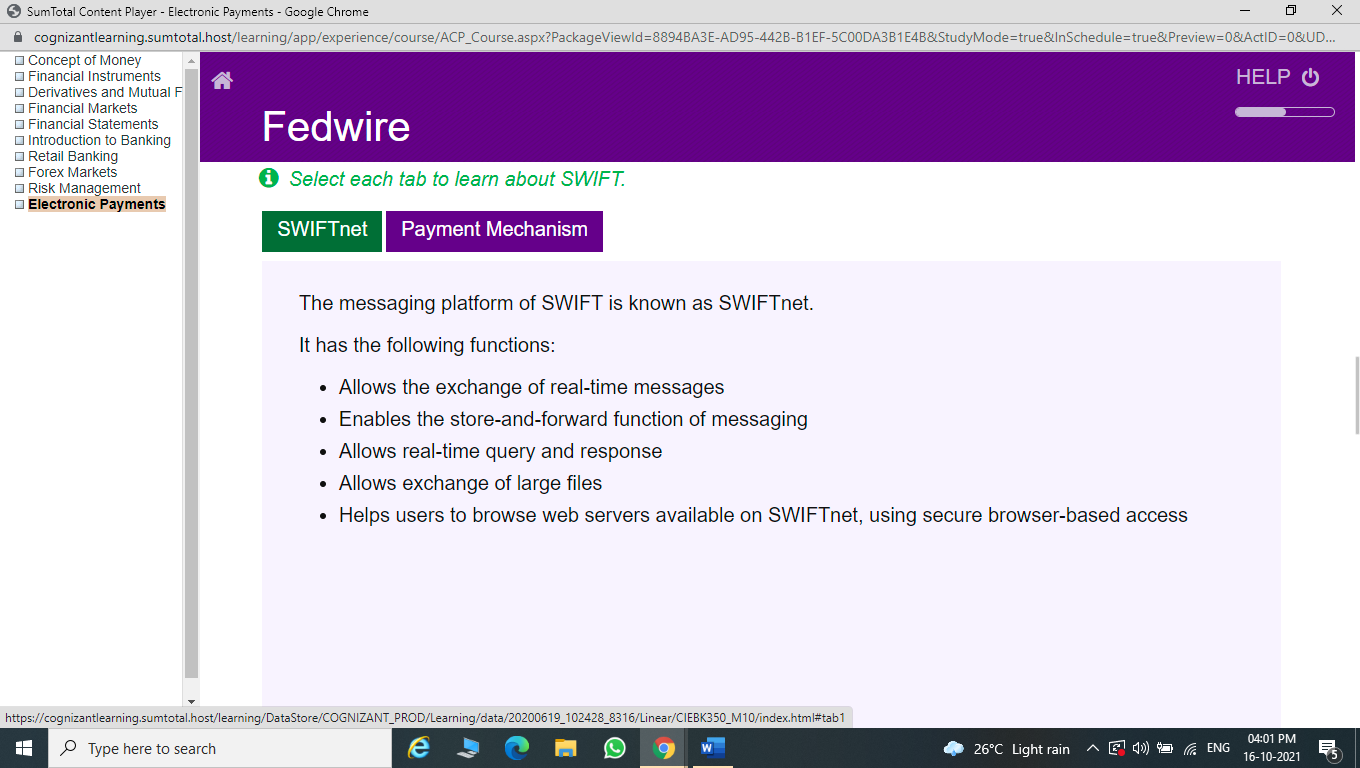 SumTotal Content Player - Electronic Payments - Google Chrome
cognizantlearning.sumtotal.host/learning/app/experience/course/ACP_Course.aspx?PackageViewId=8894BA3E-AD95-442B-B1EF-5C00DA3B1E4B&StudyMode=true&InSchedule=true&Preview=0&ActID=0&UD...
Concept of Money
Financial Instruments
Derivatives and Mutual F
Financial Markets
Financial Statements
Introduction to Banking
Retail Banking
Forex Markets
Risk Management
Electronic Payments
HELP
Fedwire
Select each tab to learn about SWIFT.
SWIFTnet Payment Mechanism
The messaging platform of SWIFT is known as SWIFTnet.
It has the following functions:
• Allows the exchange of real-time messages
• Enables the store-and-forward function of messaging
• Allows real-time query and response
• Allows exchange of large files
• Helps users to browse web servers available on SWIFTnet, using secure browser-based access
https://cognizantlearning.sumtotal.host/learning/DataStore/COGNIZANT_PROD/Learning/data/20200619_102428_8316/Linear/CIEBK350_M10/index.html#tab1
Type here to search
26°C Light rain
ENG
04:01 PM
16-10-2021
5